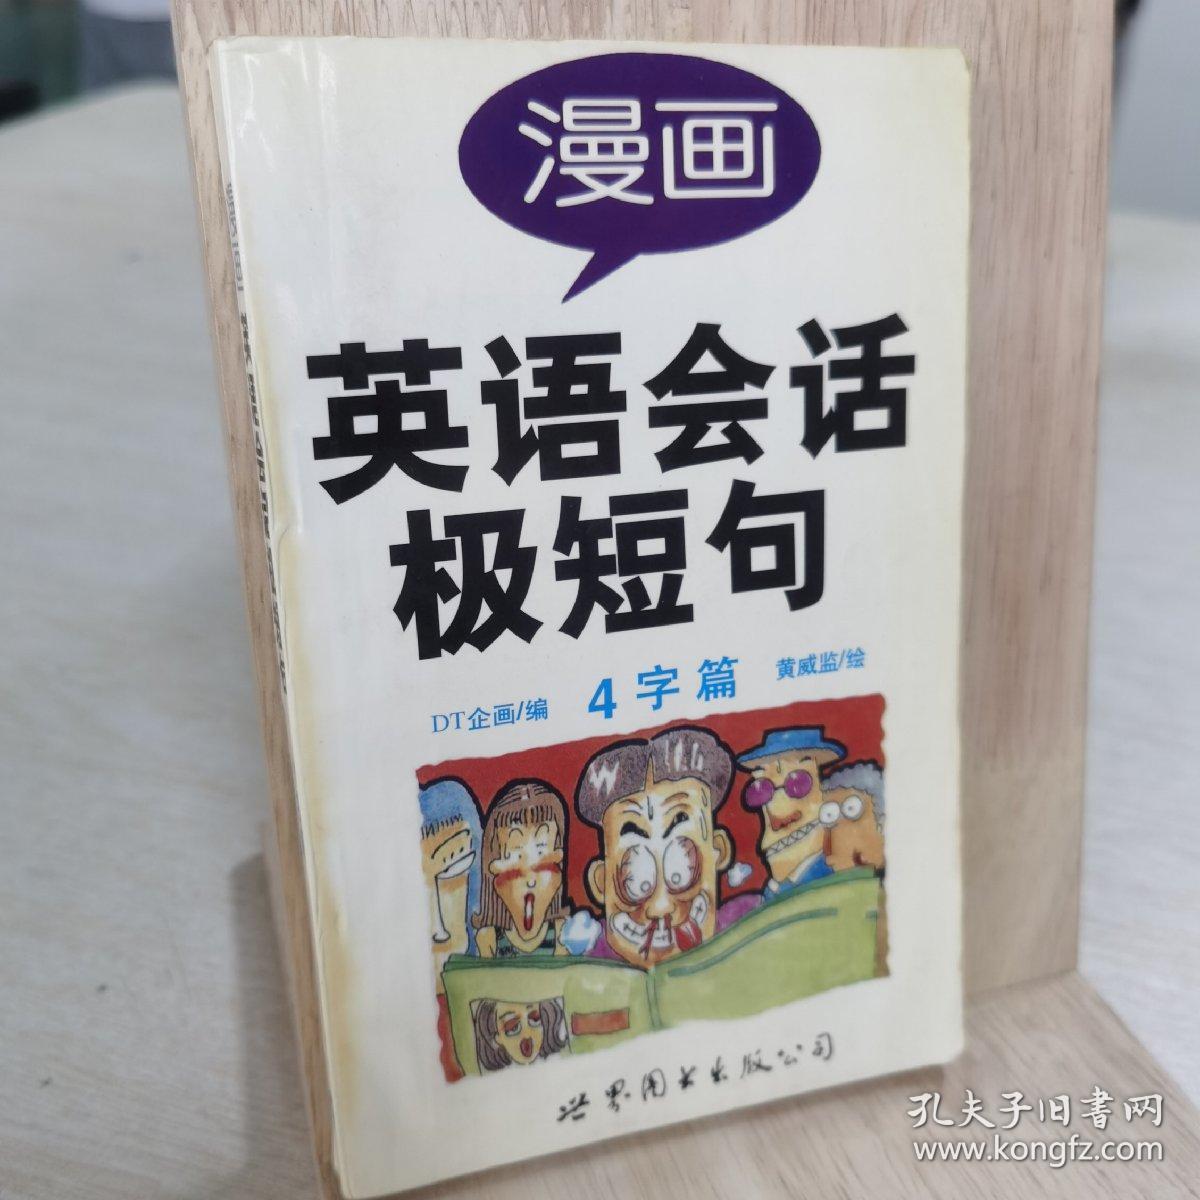 漫画
英语会话
极短句
DT企画/编 4字篇 黄威监/绘
世界图书出版公司
孔夫子旧書网
www.kongfz.com